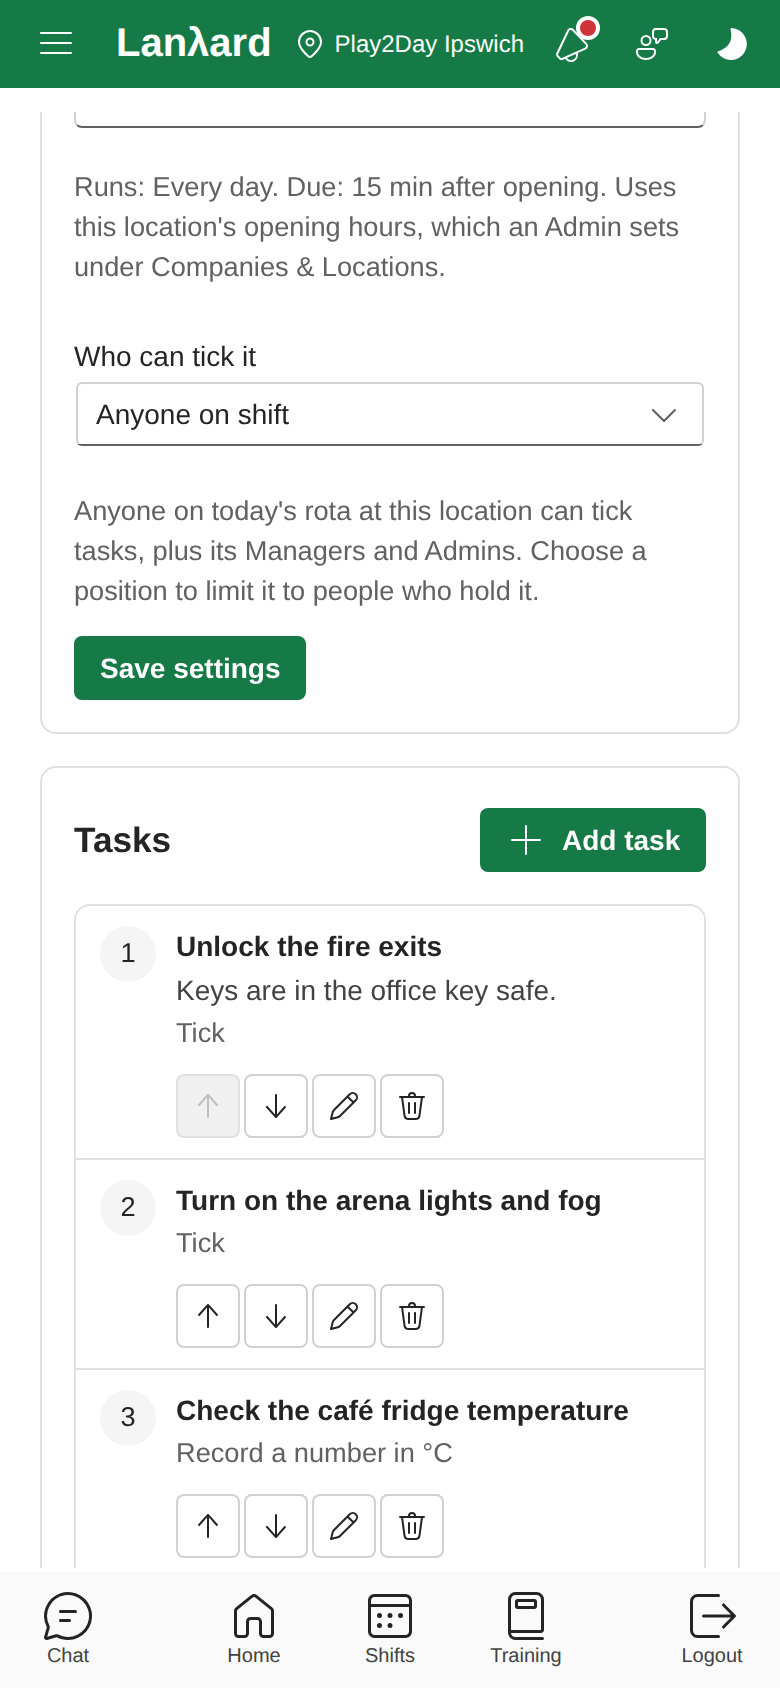 Lanλard
Play2Day Ipswich
Runs: Every day. Due: 15 min after opening. Uses
this location's opening hours, which an Admin sets
under Companies & Locations.
Who can tick it
Anyone on shift
Anyone on today's rota at this location can tick
tasks, plus its Managers and Admins. Choose a
position to limit it to people who hold it.
Save settings
Tasks
Add task
1
Unlock the fire exits
Keys are in the office key safe.
Tick
2
Turn on the arena lights and fog
Tick
3
Check the café fridge temperature
Record a number in °C
Chat
Home
Shifts
Training
Logout